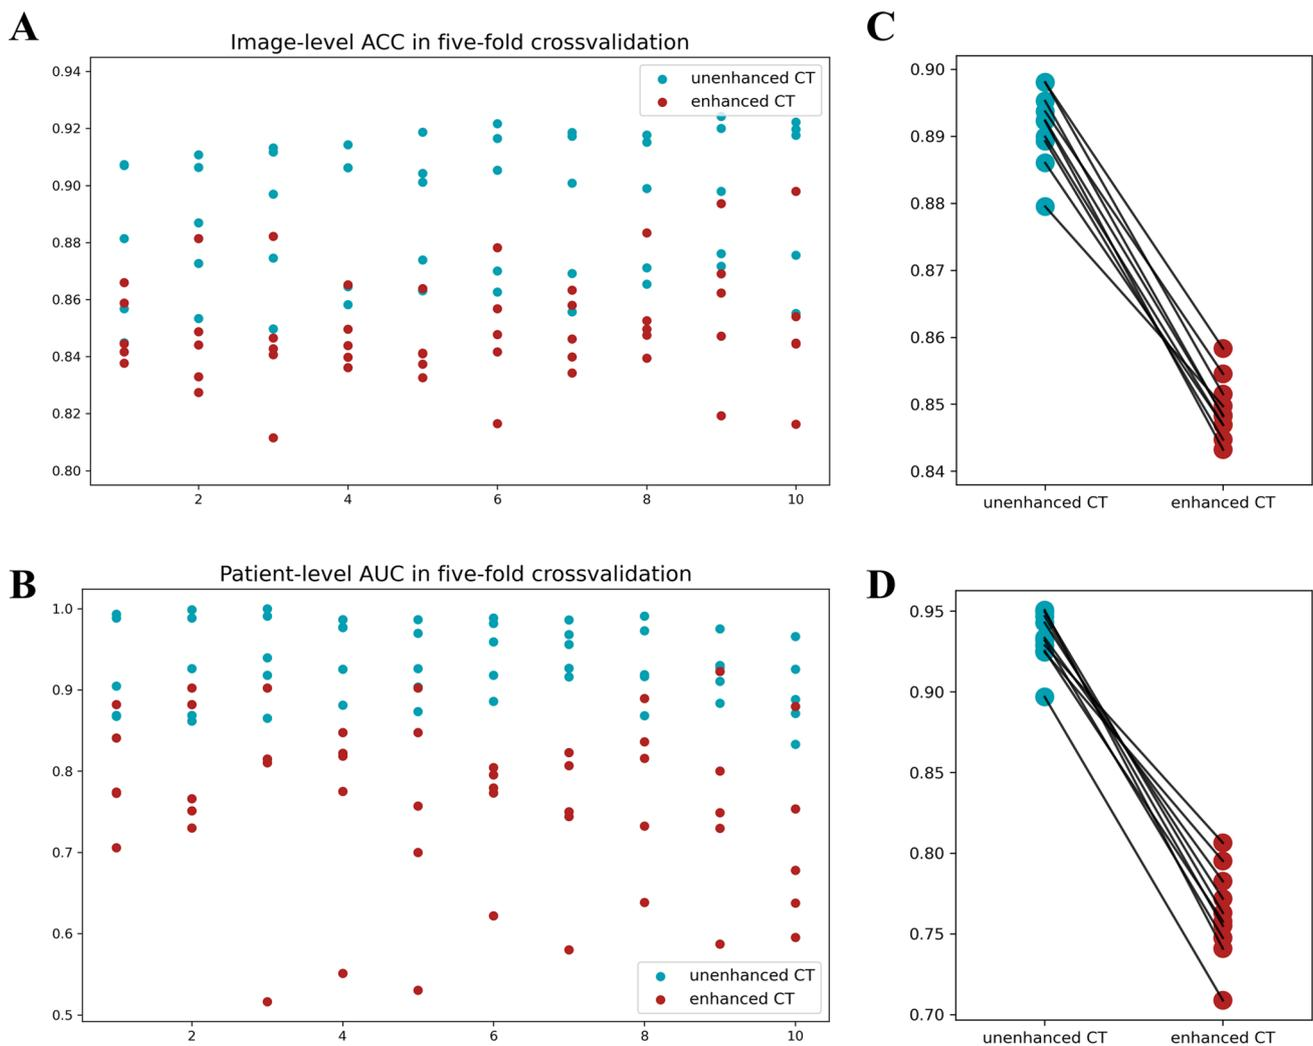 A
Image-level ACC in five-fold crossvalidation
unenhanced CT
enhanced CT
0.94
0.92
0.90
0.88
0.86
0.84
0.82
0.80
2 4 6 8 10
C
0.90
0.89
0.88
0.87
0.86
0.85
0.84
unenhanced CT enhanced CT
B
Patient-level AUC in five-fold crossvalidation
1.0
0.9
0.8
0.7
0.6
0.5
unenhanced CT
enhanced CT
2 4 6 8 10
D
0.95
0.90
0.85
0.80
0.75
0.70
unenhanced CT enhanced CT